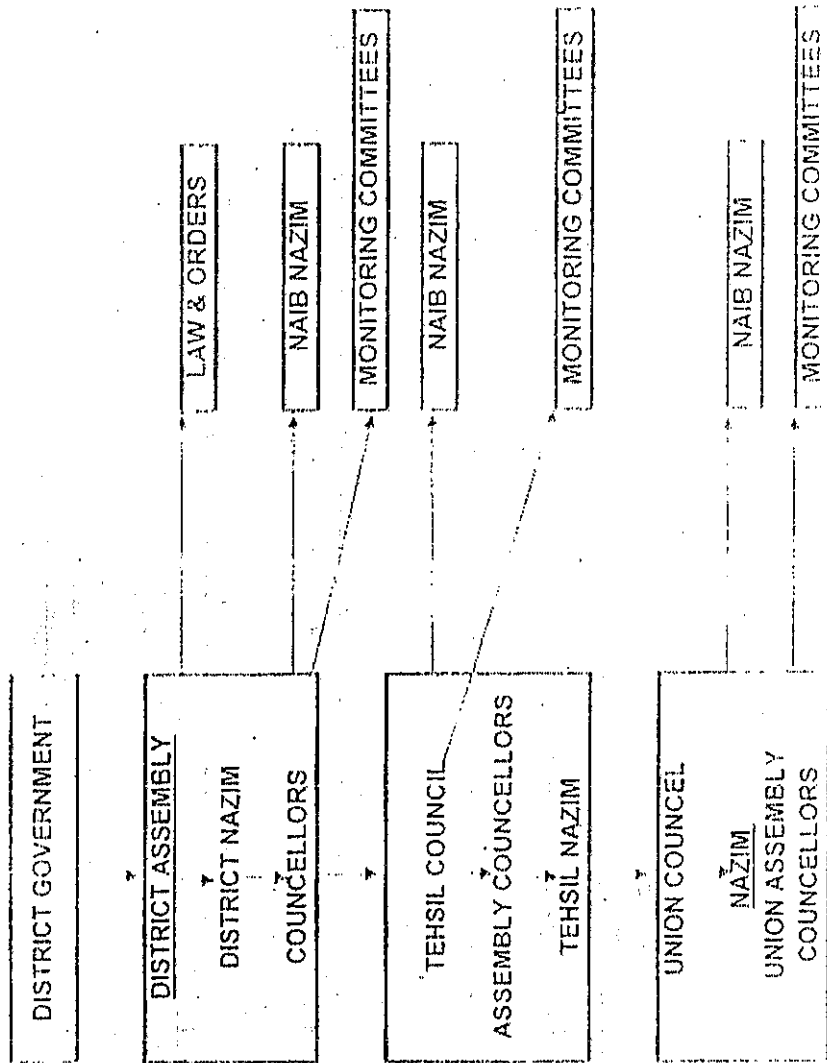 DISTRICT GOVERNMENT
DISTRICT ASSEMBLY
LAW & ORDERS
DISTRICT NAZIM
COUNCELLORS
NAIB NAZIM
MONITORING COMMITTEES
TEHSIL COUNCIL
NAIB NAZIM
ASSEMBLY COUNCELLORS
TEHSIL NAZIM
MONITORING COMMITTEES
UNION COUNCEL
NAZIM
NAIB NAZIM
UNION ASSEMBLY
COUNCELLORS
MONITORING COMMITTEES